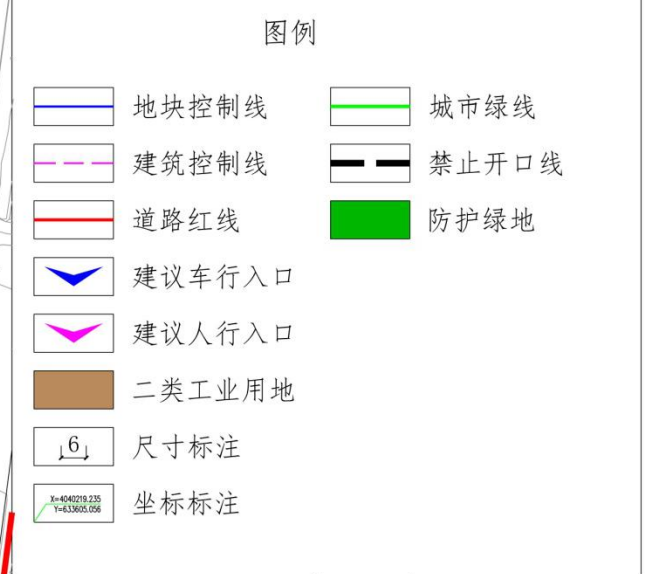 图例
地块控制线
城市绿线
建筑控制线
禁止开口线
道路红线
防护绿地
建议车行入口
建议人行入口
二类工业用地
6
尺寸标注
X=4040219.235
Y=633605.056
坐标标注